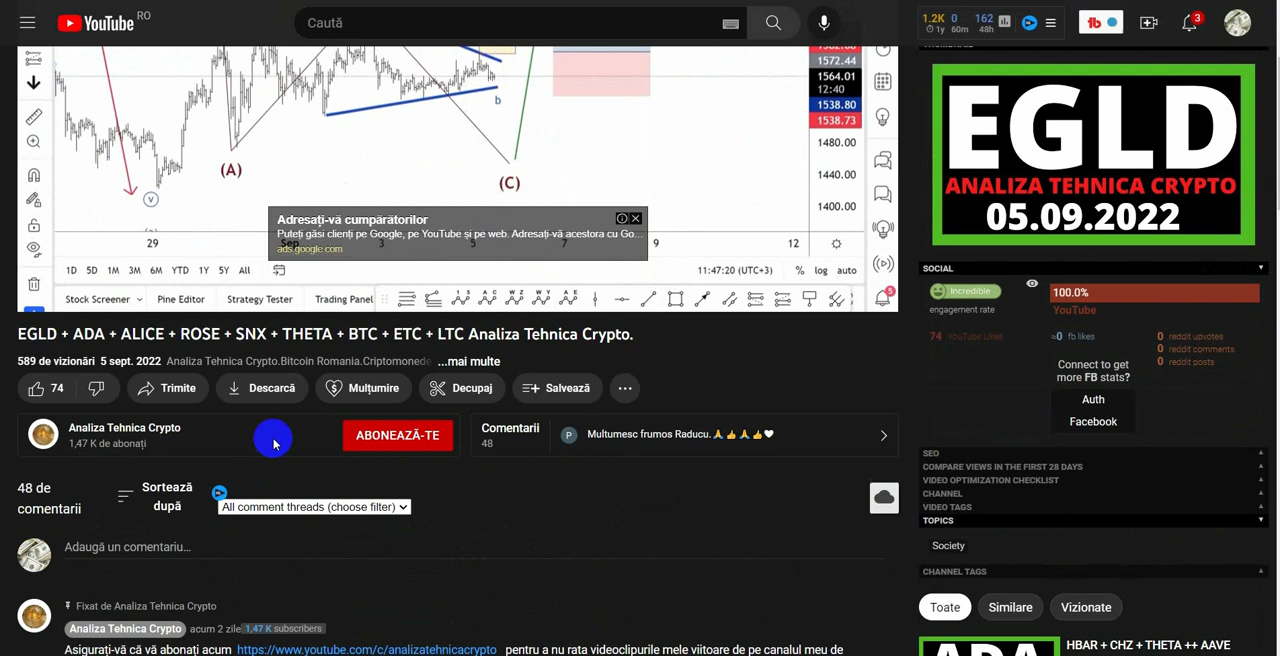 YouTube RO
Caută
1.2K 0 162
1y 60m 48h
3
1572.44
1564.01
12:40
1538.80
1538.73
1480.00
1440.00
1400.00
(A)
b
(C)
v
Adresați-vă cumpărătorilor
Puteți găsi clienți pe Google, pe YouTube și pe web. Adresați-vă acestora cu Go...
ads.google.com
29 Sep 3 5 7 9 12
1D 5D 1M 3M 6M YTD 1Y 5Y All
11:47:20 (UTC+3) % log auto
Stock Screener Pine Editor Strategy Tester Trading Panel
5
EGLD + ADA + ALICE + ROSE + SNX + THETA + BTC + ETC + LTC Analiza Tehnica Crypto.
589 de vizionări 5 sept. 2022 Analiza Tehnica Crypto.Bitcoin Romania.Criptomonede ...mai multe
74 Trimite Descarcă Mulțumire Decupaj Salvează ...
Analiza Tehnica Crypto
1,47 K de abonați
ABONEAZĂ-TE
Comentarii
48
P Multumesc frumos Raducu.🙏👍🙏👍🤍
48 de comentarii
Sortează după
All comment threads (choose filter)
Adaugă un comentariu...
Fixat de Analiza Tehnica Crypto
Analiza Tehnica Crypto acum 2 zile 1,47 K subscribers
Asigurați-vă că vă abonați acum https://www.youtube.com/c/analizatehnicacrypto pentru a nu rata videoclipurile mele viitoare de pe canalul meu de
EGLD
ANALIZA TEHNICA CRYPTO
05.09.2022
SOCIAL
Incredible
engagement rate
100.0%
YouTube
74 YouTube Likes
≈0 fb likes
0 reddit upvotes
0 reddit comments
0 reddit posts
Connect to get
more FB stats?
Auth
Facebook
SEO
COMPARE VIEWS IN THE FIRST 28 DAYS
VIDEO OPTIMIZATION CHECKLIST
CHANNEL
VIDEO TAGS
TOPICS
Society
CHANNEL TAGS
Toate Similare Vizionate
ADA
HBAR + CHZ + THETA ++ AAVE